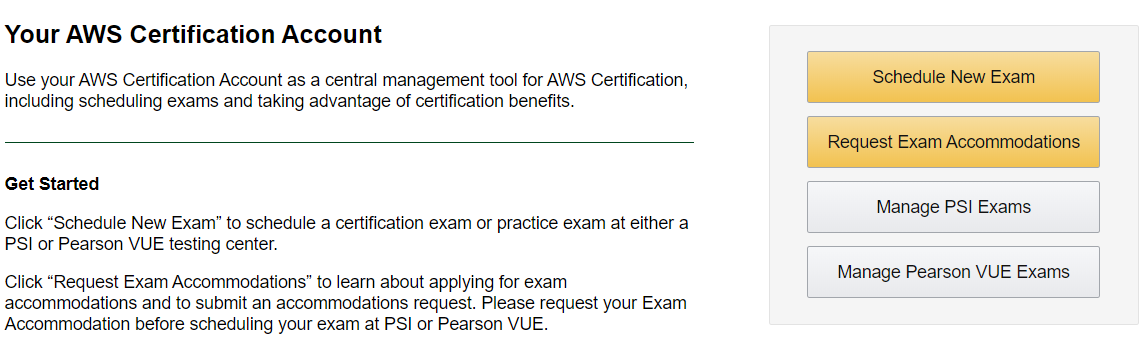 Your AWS Certification Account
Use your AWS Certification Account as a central management tool for AWS Certification,
including scheduling exams and taking advantage of certification benefits.
Get Started
Click “Schedule New Exam” to schedule a certification exam or practice exam at either a
PSI or Pearson VUE testing center.
Click “Request Exam Accommodations” to learn about applying for exam
accommodations and to submit an accommodations request. Please request your Exam
Accommodation before scheduling your exam at PSI or Pearson VUE.
Schedule New Exam
Request Exam Accommodations
Manage PSI Exams
Manage Pearson VUE Exams